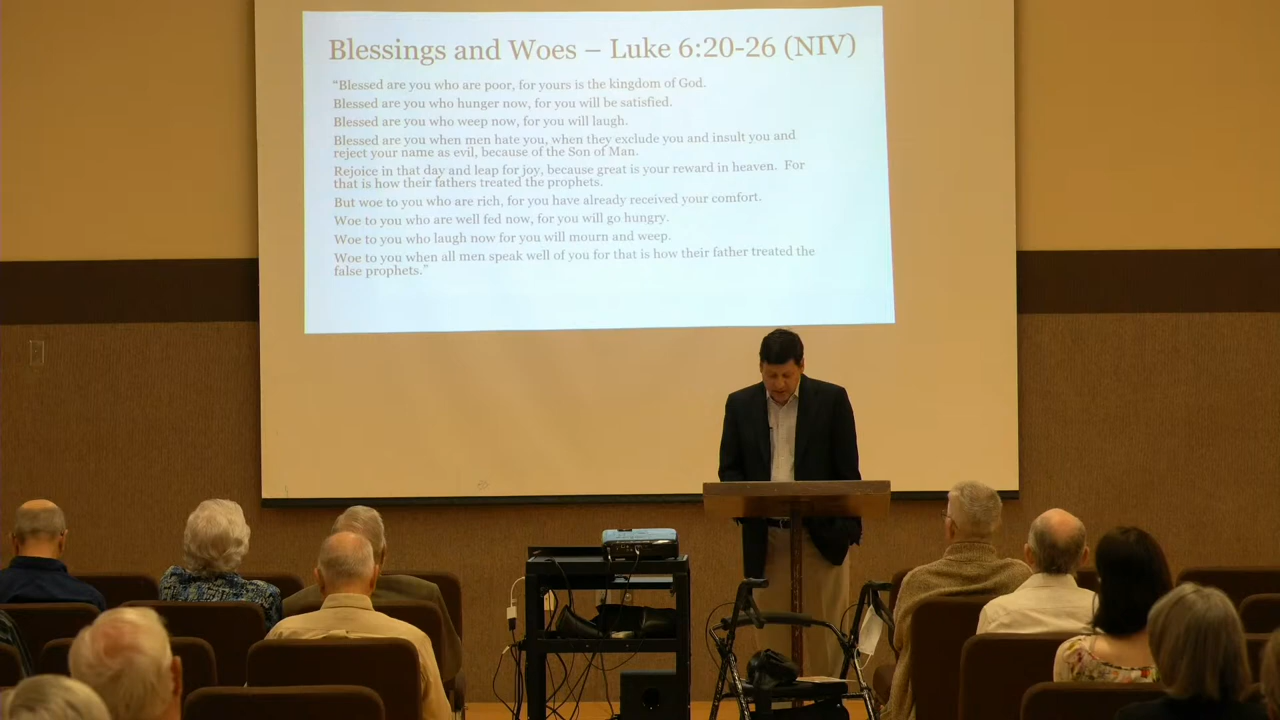 Blessings and Woes – Luke 6:20-26 (NIV)
“Blessed are you who are poor, for yours is the kingdom of God.
Blessed are you who hunger now, for you will be satisfied.
Blessed are you who weep now, for you will laugh.
Blessed are you when men hate you, when they exclude you and insult you and
reject your name as evil, because of the Son of Man.
Rejoice in that day and leap for joy, because great is your reward in heaven. For
that is how their fathers treated the prophets.
But woe to you who are rich, for you have already received your comfort.
Woe to you who are well fed now, for you will go hungry.
Woe to you who laugh now for you will mourn and weep.
Woe to you when all men speak well of you for that is how their father treated the
false prophets.”